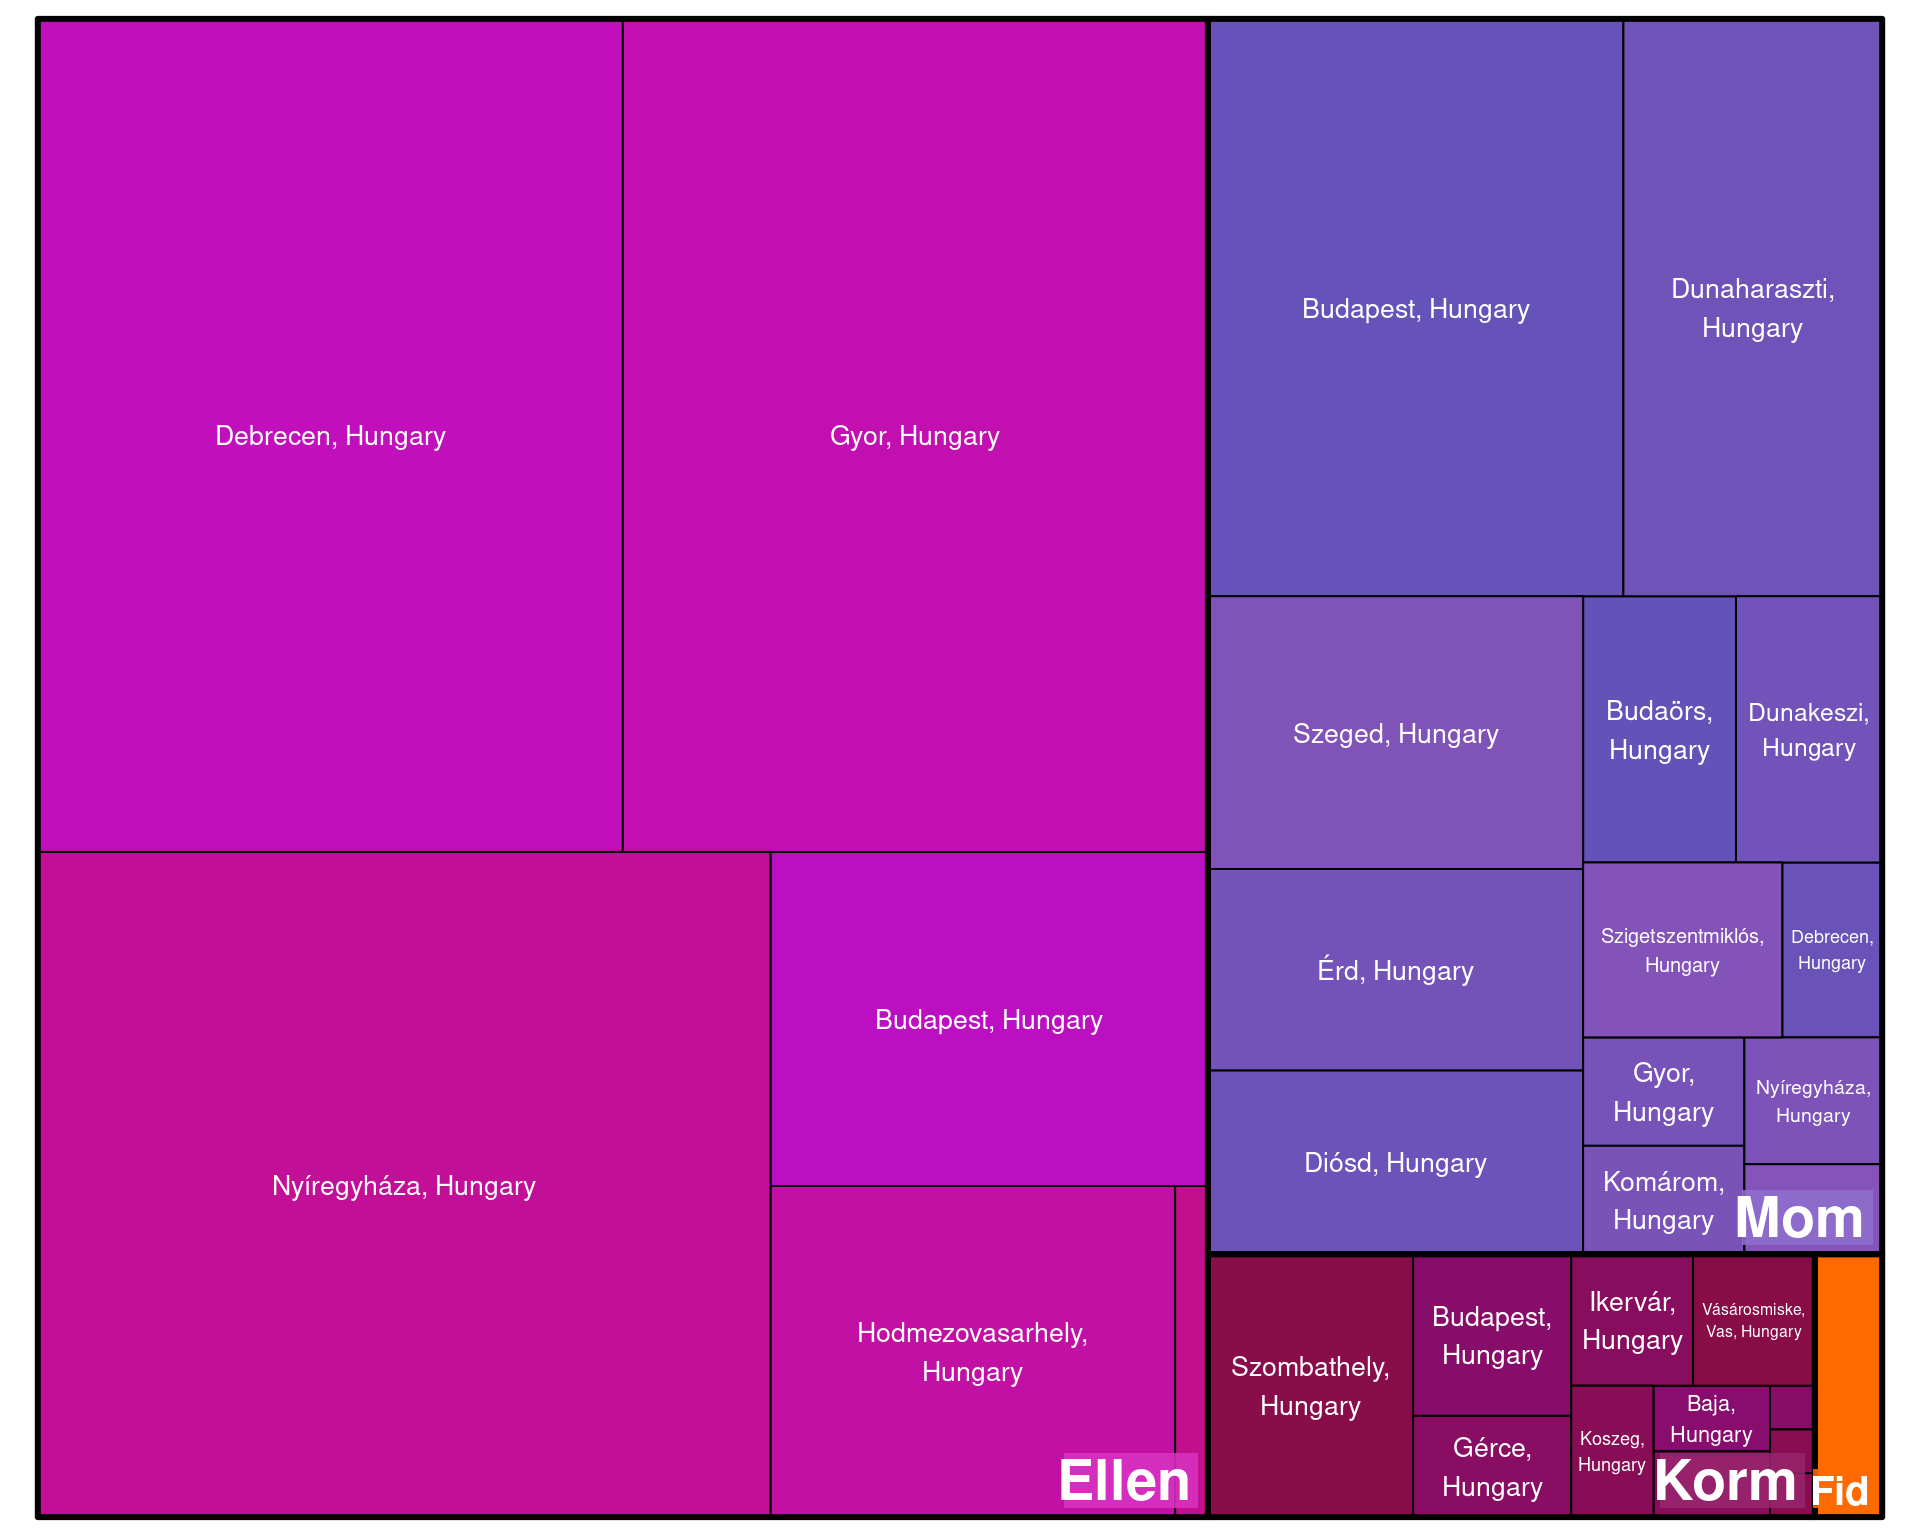 Debrecen, Hungary
Gyor, Hungary
Nyíregyháza, Hungary
Budapest, Hungary
Hodmezovasarhely,
Hungary
Ellen
Budapest, Hungary
Dunaharaszti,
Hungary
Szeged, Hungary
Budaörs,
Hungary
Dunakeszi,
Hungary
Érd, Hungary
Szigetszentmiklós,
Hungary
Debrecen,
Hungary
Diósd, Hungary
Gyor,
Hungary
Nyíregyháza,
Hungary
Komárom,
Hungary
Mom
Szombathely,
Hungary
Budapest,
Hungary
Gérce,
Hungary
Ikervár,
Hungary
Vásárosmiske,
Vas, Hungary
Koszeg,
Hungary
Baja,
Hungary
Korm
Fid